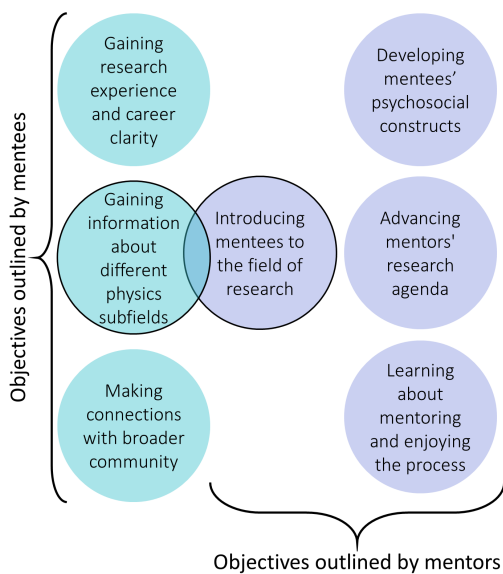 Objectives outlined by mentees
Gaining
research
experience
and career
clarity
Developing
mentees’
psychosocial
constructs
Gaining
information
about
different
physics
subfields
Introducing
mentees to
the field of
research
Advancing
mentors'
research
agenda
Making
connections
with broader
community
Learning
about
mentoring
and enjoying
the process
Objectives outlined by mentors